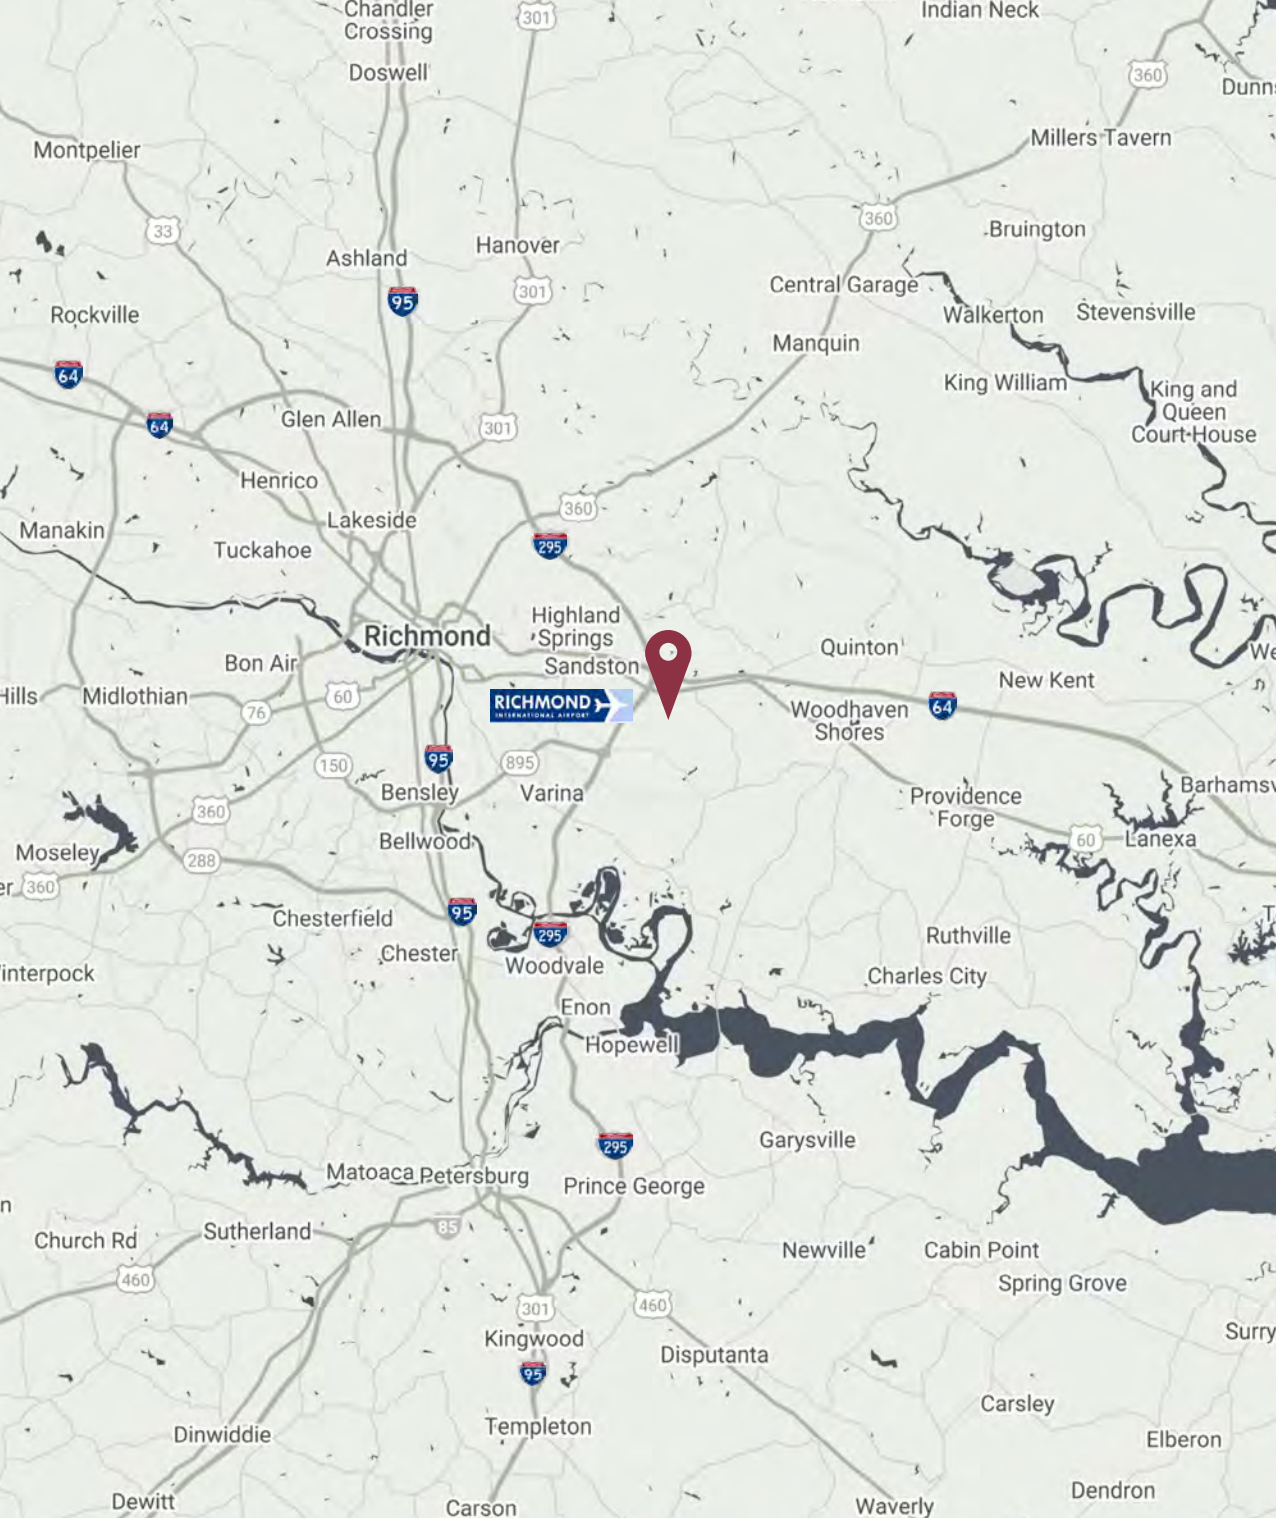 Chandler
Crossing
301
Indian Neck
Doswell
360
Millers Tavern
Montpelier
33
360
Bruington
Hanover
Ashland
95
301
Central Garage
Rockville
Walkerton
Stevensville
Manquin
64
King William
King and
Queen
Court House
Glen Allen
64
301
Henrico
360
Lakeside
Manakin
295
Tuckahoe
Highland
Springs
Richmond
Quinton
Bon Air
Sandston
New Kent
Hills
Midlothian
60
76
RICHMOND
INTERNATIONAL AIRPORT
64
Woodhaven
Shores
95
150
895
Bensley
Varina
Barhamsv
Providence
Forge
360
Bellwood
60
Lanexa
Moseley
288
er
360
95
Chesterfield
295
Ruthville
Chester
Woodvale
interpock
Charles City
Enon
Hopewell
295
Garysville
Matoaca
Petersburg
Prince George
n
85
Sutherland
Church Rd
Newville
Cabin Point
460
Spring Grove
301
460
Kingwood
Surry
Disputanta
95
Carsley
Templeton
Dinwiddie
Elberon
Dendron
Dewitt
Carson
Waverly